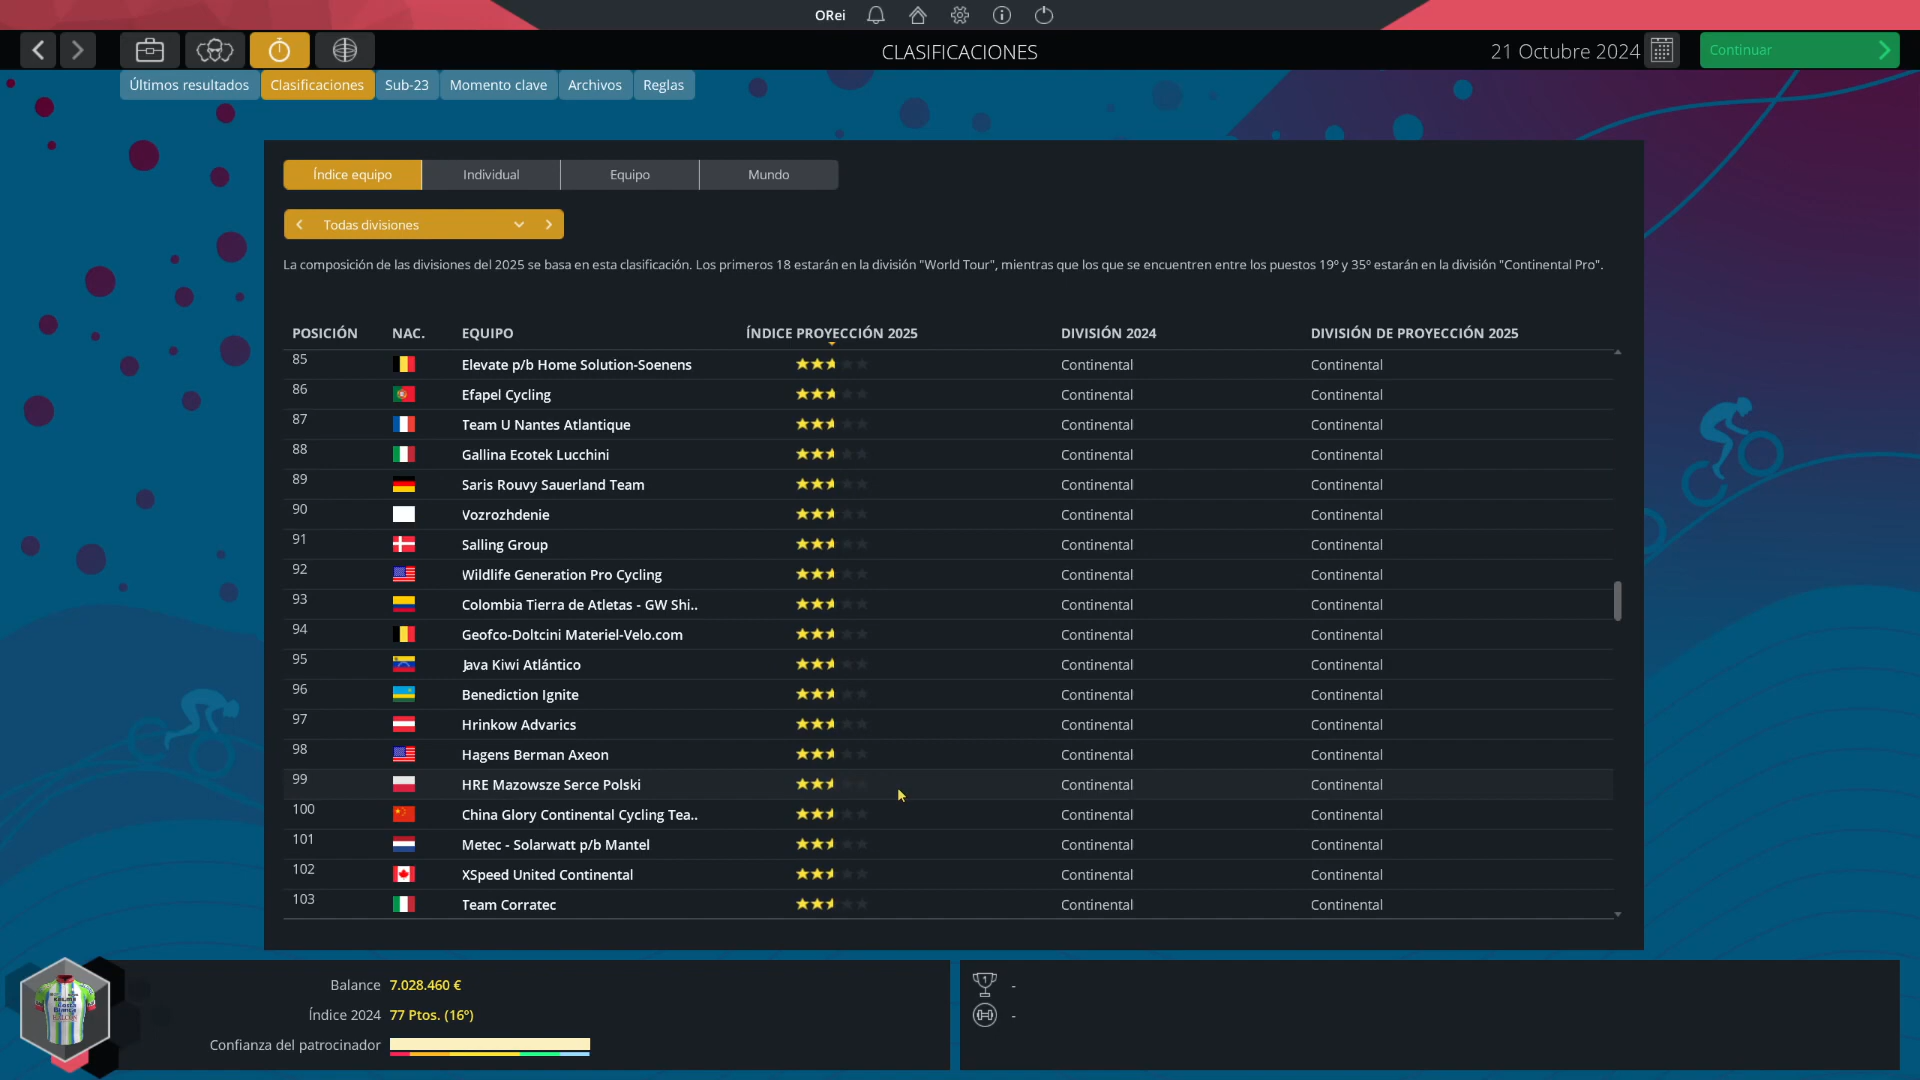 ORei
CLASIFICACIONES
21 Octubre 2024
Continuar
Últimos resultados
Clasificaciones
Sub-23
Momento clave
Archivos
Reglas
Índice equipo
Individual
Equipo
Mundo
Todas divisiones
La composición de las divisiones del 2025 se basa en esta clasificación. Los primeros 18 estarán en la división "World Tour", mientras que los que se encuentren entre los puestos 19º y 35º estarán en la división "Continental Pro".
POSICIÓN NAC. EQUIPO ÍNDICE PROYECCIÓN 2025 DIVISIÓN 2024 DIVISIÓN DE PROYECCIÓN 2025
85 Elevate p/b Home Solution-Soenens Continental Continental
86 Efapel Cycling Continental Continental
87 Team U Nantes Atlantique Continental Continental
88 Gallina Ecotek Lucchini Continental Continental
89 Saris Rouvy Sauerland Team Continental Continental
90 Vozrozhdenie Continental Continental
91 Salling Group Continental Continental
92 Wildlife Generation Pro Cycling Continental Continental
93 Colombia Tierra de Atletas - GW Shi.. Continental Continental
94 Geofco-Doltcini Materiel-Velo.com Continental Continental
95 Java Kiwi Atlántico Continental Continental
96 Benediction Ignite Continental Continental
97 Hrinkow Advarics Continental Continental
98 Hagens Berman Axeon Continental Continental
99 HRE Mazowsze Serce Polski Continental Continental
100 China Glory Continental Cycling Tea.. Continental Continental
101 Metec - Solarwatt p/b Mantel Continental Continental
102 XSpeed United Continental Continental Continental
103 Team Corratec Continental Continental
Balance 7.028.460 €
Índice 2024 77 Ptos. (16º)
Confianza del patrocinador
-
-